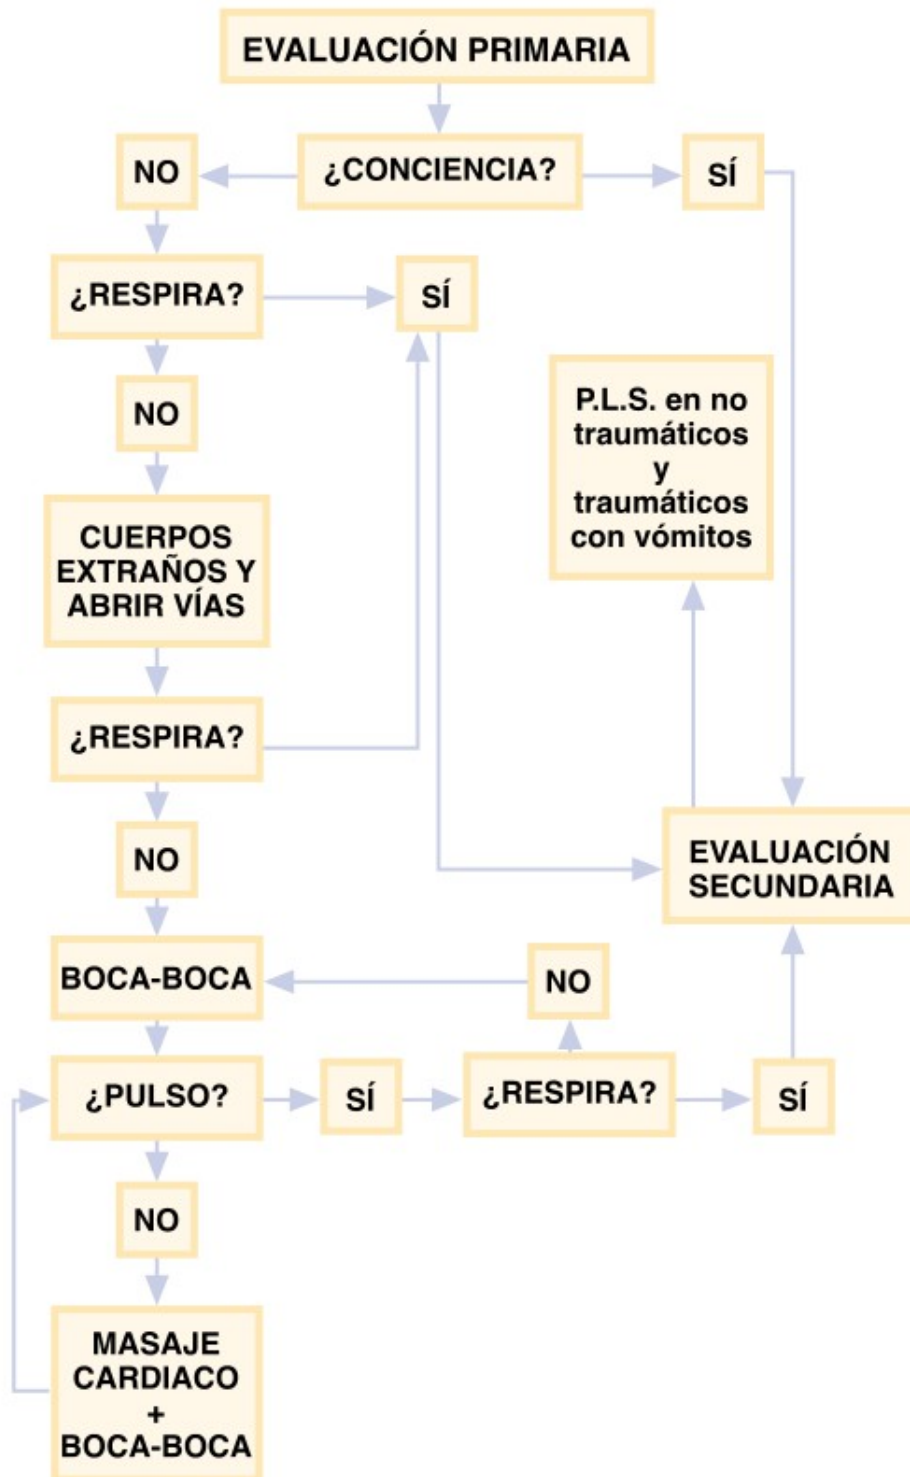 EVALUACIÓN PRIMARIA
NO
¿CONCIENCIA?
SÍ
¿RESPIRA?
SÍ
NO
P.L.S. en no
traumáticos
y
traumáticos
con vómitos
CUERPOS
EXTRAÑOS Y
ABRIR VÍAS
¿RESPIRA?
NO
EVALUACIÓN
SECUNDARIA
BOCA-BOCA
NO
¿PULSO?
SÍ
¿RESPIRA?
SÍ
NO
MASAJE
CARDIACO
+
BOCA-BOCA